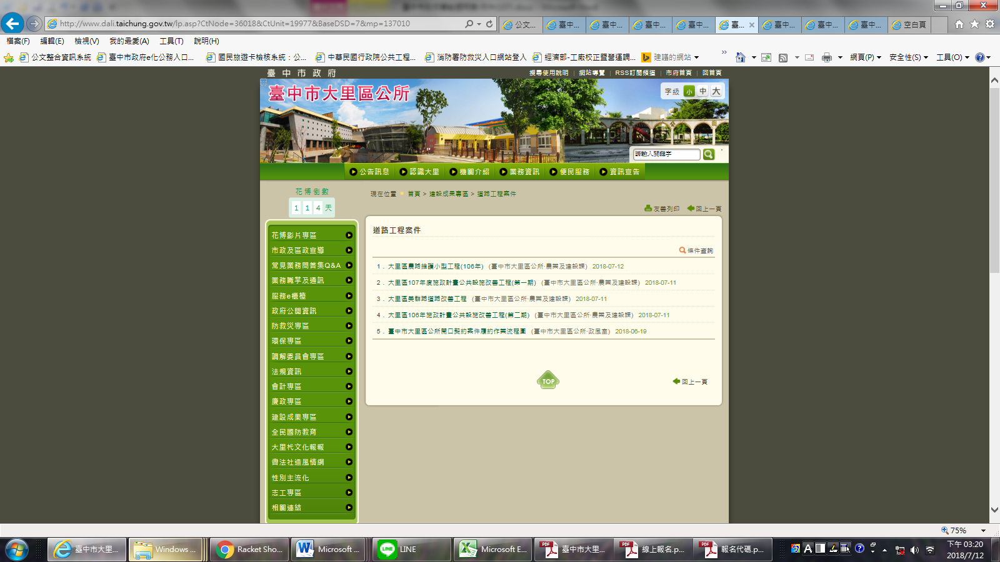 http://www.dali.taichung.gov.tw/lp.asp?CtNode=36018&CtUnit=19977&BaseDSD=7&mp=137010
公文...
臺中...
臺中...
臺中...
臺中...
臺...
臺中...
臺中...
臺中...
空白頁
檔案(F) 編輯(E) 檢視(V) 我的最愛(A) 工具(T) 說明(H)
公文整合資訊系統 臺中市政府e化公務入口... 國民旅遊卡檢核系統：公... 中華民國行政院公共工程... 消防署防救災入口網站登入 經濟部-工廠校正暨營運調... 建議的網站
網頁(P) 安全性(S) 工具(O)
臺中市政府
搜尋使用說明 | 網站導覽 | RSS訂閱頻道 | 市府首頁 | 回首頁
臺中市大里區公所
字級 小 中 大
請輸入關鍵字
公告訊息 認識大里 機關介紹 業務資訊 便民服務 資訊宣告
花博倒數
1 1 4 天
現在位置 首頁 > 建設成果專區 > 道路工程案件
友善列印 回上一頁
花博影片專區
市政及區政宣導
常見業務問答集Q&A
業務職掌及通訊
服務e櫃檯
政府公開資訊
防救災專區
環保專區
調解委員會專區
法規資訊
會計專區
廉政專區
建設成果專區
全民國防教育
大里杙文化報報
書法社造風情網
性別主流化
志工專區
相關連結
道路工程案件
條件查詢
1. 大里區農路維護小型工程(106年) (臺中市大里區公所-農業及建設課) 2018-07-12
2. 大里區107年度施政計畫公共設施改善工程(第一期) (臺中市大里區公所-農業及建設課) 2018-07-11
3. 大里區美群路道路改善工程 (臺中市大里區公所-農業及建設課) 2018-07-11
4. 大里區106年施政計畫公共設施改善工程(第二期) (臺中市大里區公所-農業及建設課) 2018-07-11
5. 臺中市大里區公所開口契約案件履約作業流程圖 (臺中市大里區公所-政風室) 2018-06-19
TOP
回上一頁
75%
臺中市大里...
Windows ...
Racket Sho...
Microsoft ...
LINE
Microsoft E...
臺中市大里...
線上報名.p...
報名代碼.p...
下午 03:20
2018/7/12